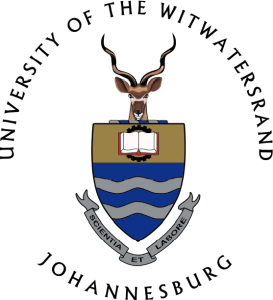 UNIVERSITY OF THE WITWATERSRAND
SCIENTIA
ET
LABORE
JOHANNESBURG